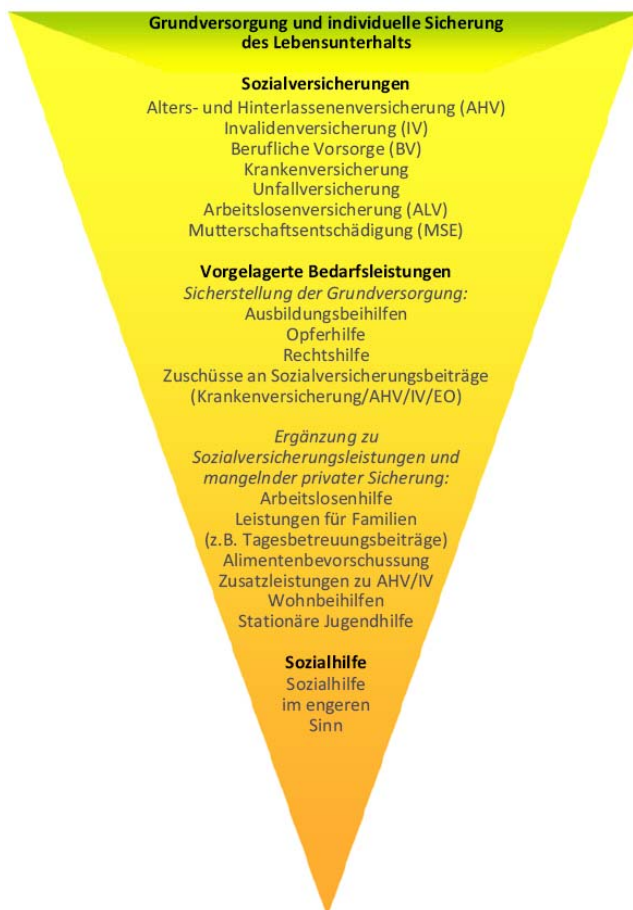 Grundversorgung und individuelle Sicherung
des Lebensunterhalts
Sozialversicherungen
Alters- und Hinterlassenenversicherung (AHV)
Invalidenversicherung (IV)
Berufliche Vorsorge (BV)
Krankenversicherung
Unfallversicherung
Arbeitslosenversicherung (ALV)
Mutterschaftsentschädigung (MSE)
Vorgelagerte Bedarfsleistungen
Sicherstellung der Grundversorgung:
Ausbildungsbeihilfen
Opferhilfe
Rechtshilfe
Zuschüsse an Sozialversicherungsbeiträge
(Krankenversicherung/AHV/IV/EO)
Ergänzung zu
Sozialversicherungsleistungen und
mangelnder privater Sicherung:
Arbeitslosenhilfe
Leistungen für Familien
(z.B. Tagesbetreuungsbeiträge)
Alimentenbevorschussung
Zusatzleistungen zu AHV/IV
Wohnbeihilfen
Stationäre Jugendhilfe
Sozialhilfe
Sozialhilfe
im engeren
Sinn